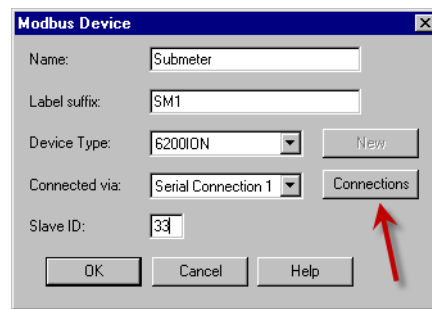 Modbus Device
Name: Submeter
Label suffix: SM1
Device Type: 6200ION New
Connected via: Serial Connection 1 Connections
Slave ID: 33
OK Cancel Help